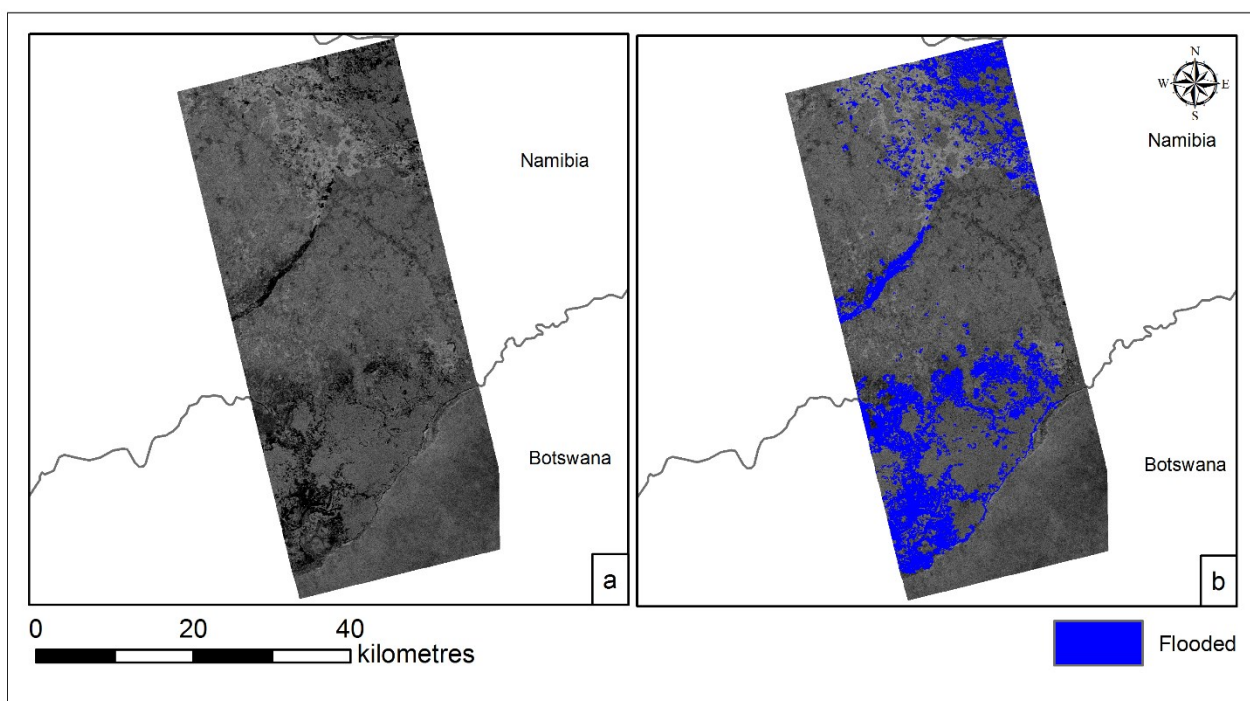 Namibia
Botswana
a
N
W E
S
Namibia
Botswana
b
0 20 40
kilometres
Flooded